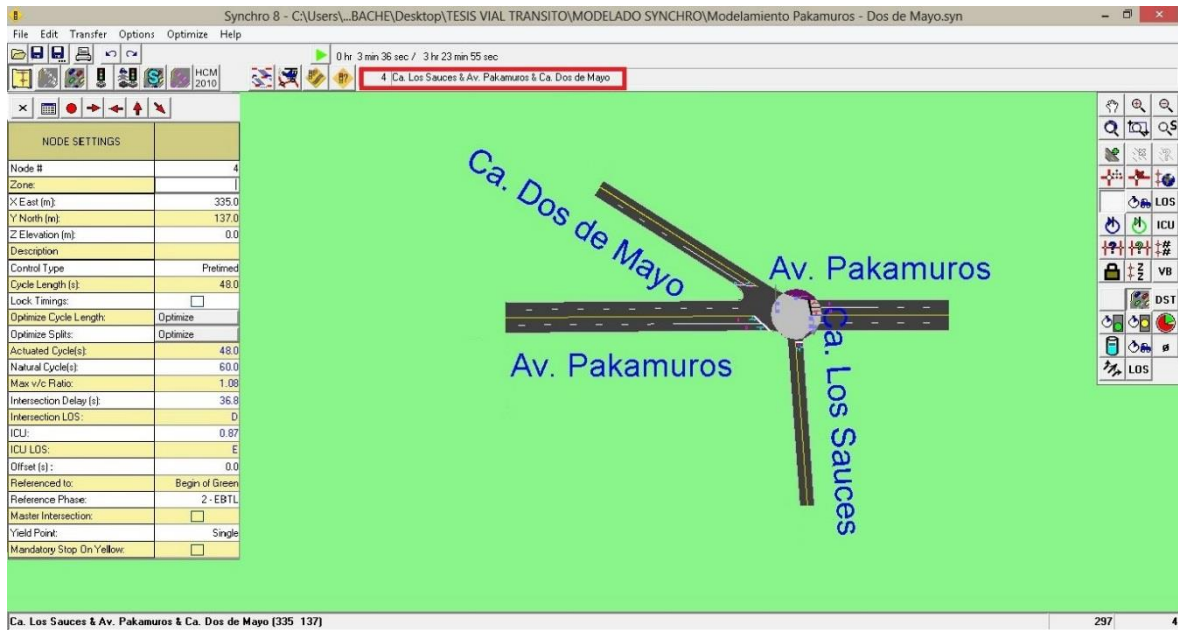 Synchro 8 - C:\Users\...BACHE\Desktop\TESIS VIAL TRANSITO\MODELADO SYNCHRO\Modelamiento Pakamuros - Dos de Mayo.syn
File Edit Transfer Options Optimize Help
0 hr 3 min 36 sec / 3 hr 23 min 55 sec
HCM 2010
4 Ca. Los Sauces & Av. Pakamuros & Ca. Dos de Mayo
NODE SETTINGS
Node # 4
Zone:
X East (m): 335.0
Y North (m): 137.0
Z Elevation (m): 0.0
Description
Control Type Pretimed
Cycle Length (s): 48.0
Lock Timings:
Optimize Cycle Length: Optimize
Optimize Splits: Optimize
Actuated Cycle(s): 48.0
Natural Cycle(s): 60.0
Max v/c Ratio: 1.08
Intersection Delay (s): 36.8
Intersection LOS: D
ICU: 0.87
ICU LOS: E
Offset (s) : 0.0
Referenced to: Begin of Green
Reference Phase: 2 - EBTL
Master Intersection:
Yield Point: Single
Mandatory Stop On Yellow:
Ca. Dos de Mayo
Av. Pakamuros
Av. Pakamuros
Ca. Los Sauces
LOS
ICU
VB
DST
ø
LOS
Ca. Los Sauces & Av. Pakamuros & Ca. Dos de Mayo (335 137)
297 4